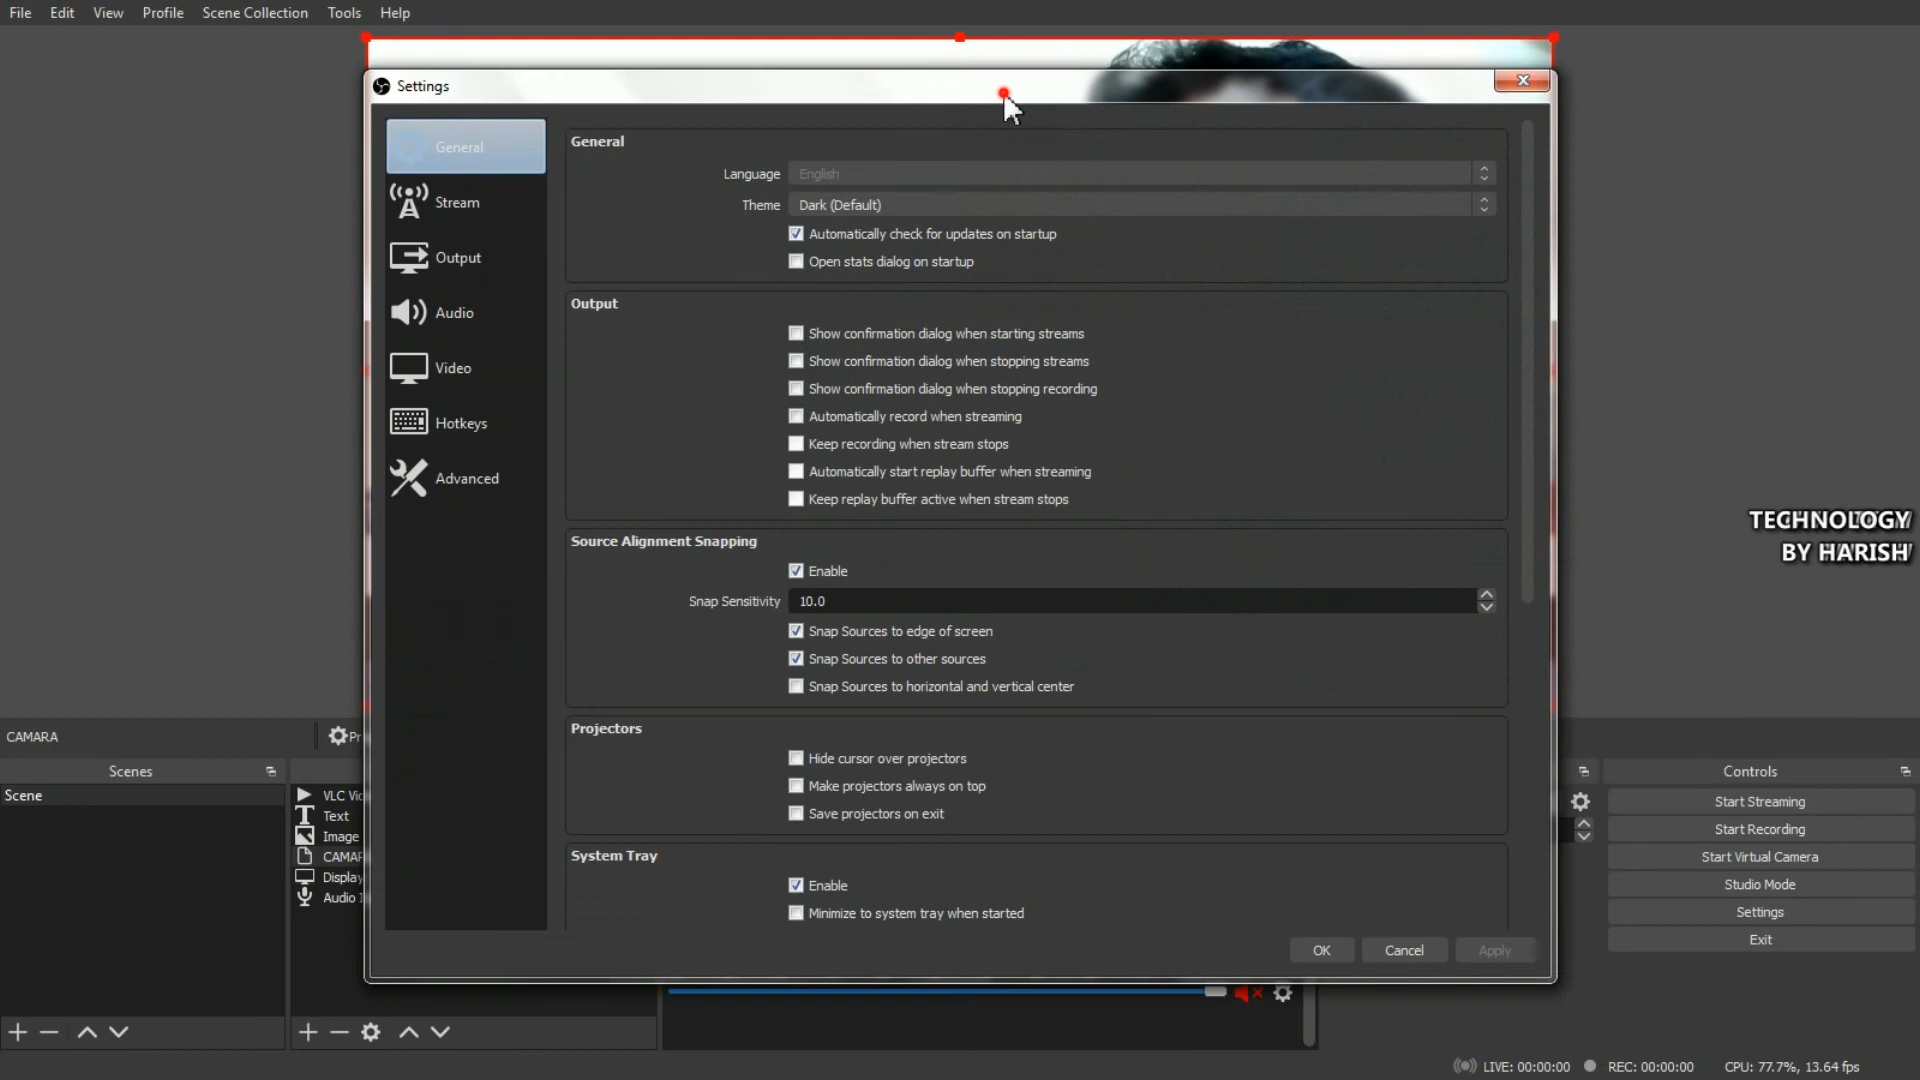 File Edit View Profile Scene Collection Tools Help
Settings
General
Stream
Output
Audio
Video
Hotkeys
Advanced
General
Language English
Theme Dark (Default)
Automatically check for updates on startup
Open stats dialog on startup
Output
Show confirmation dialog when starting streams
Show confirmation dialog when stopping streams
Show confirmation dialog when stopping recording
Automatically record when streaming
Keep recording when stream stops
Automatically start replay buffer when streaming
Keep replay buffer active when stream stops
Source Alignment Snapping
Enable
Snap Sensitivity 10.0
Snap Sources to edge of screen
Snap Sources to other sources
Snap Sources to horizontal and vertical center
Projectors
Hide cursor over projectors
Make projectors always on top
Save projectors on exit
System Tray
Enable
Minimize to system tray when started
OK Cancel Apply
TECHNOLOGY
BY HARISH
CAMARA
Pr
Scenes
Scene
VLC Vi
Text
Image
CAMAR
Display
Audio I
Controls
Start Streaming
Start Recording
Start Virtual Camera
Studio Mode
Settings
Exit
LIVE: 00:00:00 REC: 00:00:00 CPU: 77.7%, 13.64 fps